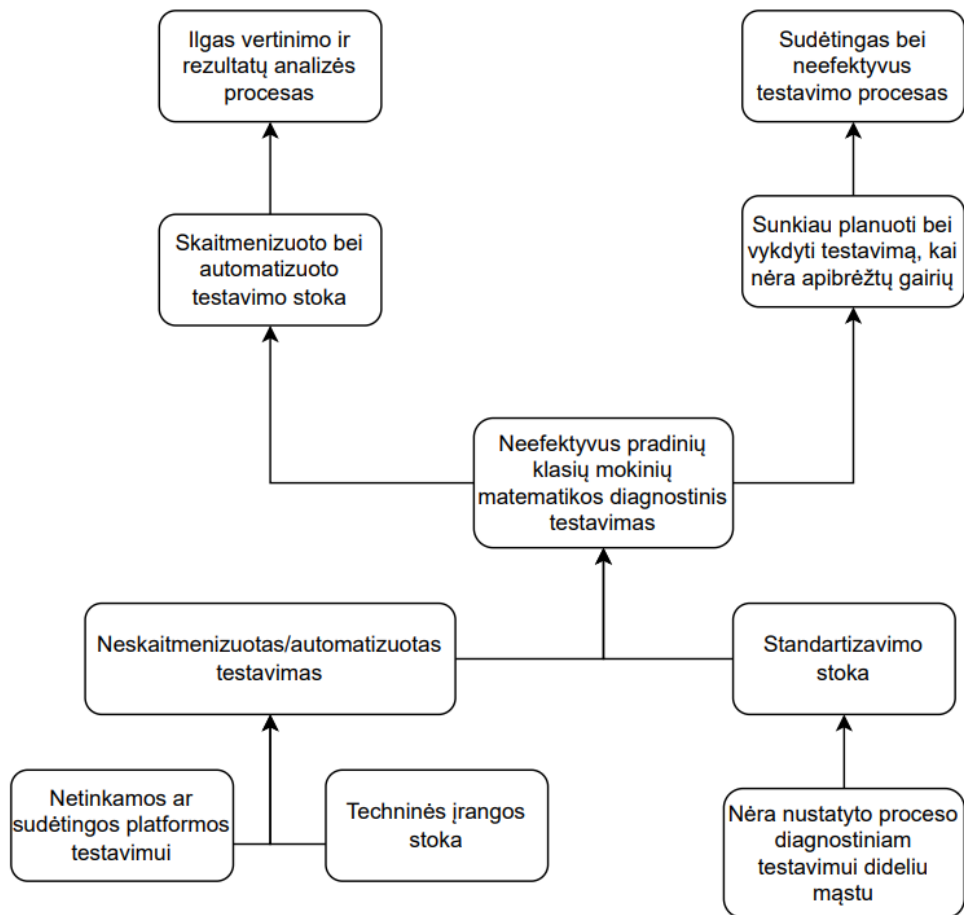 Ilgas vertinimo ir
rezultatų analizės
procesas
Sudėtingas bei
neefektyvus
testavimo procesas
Skaitmenizuoto bei
automatizuoto
testavimo stoka
Sunkiau planuoti bei
vykdyti testavimą, kai
nėra apibrėžtų gairių
Neefektyvus pradinių
klasių mokinių
matematikos diagnostinis
testavimas
Neskaitmenizuotas/automatizuotas
testavimas
Standartizavimo
stoka
Netinkamos ar
sudėtingos platformos
testavimui
Techninės įrangos
stoka
Nėra nustatyto proceso
diagnostiniam
testavimui dideliu
mąstu